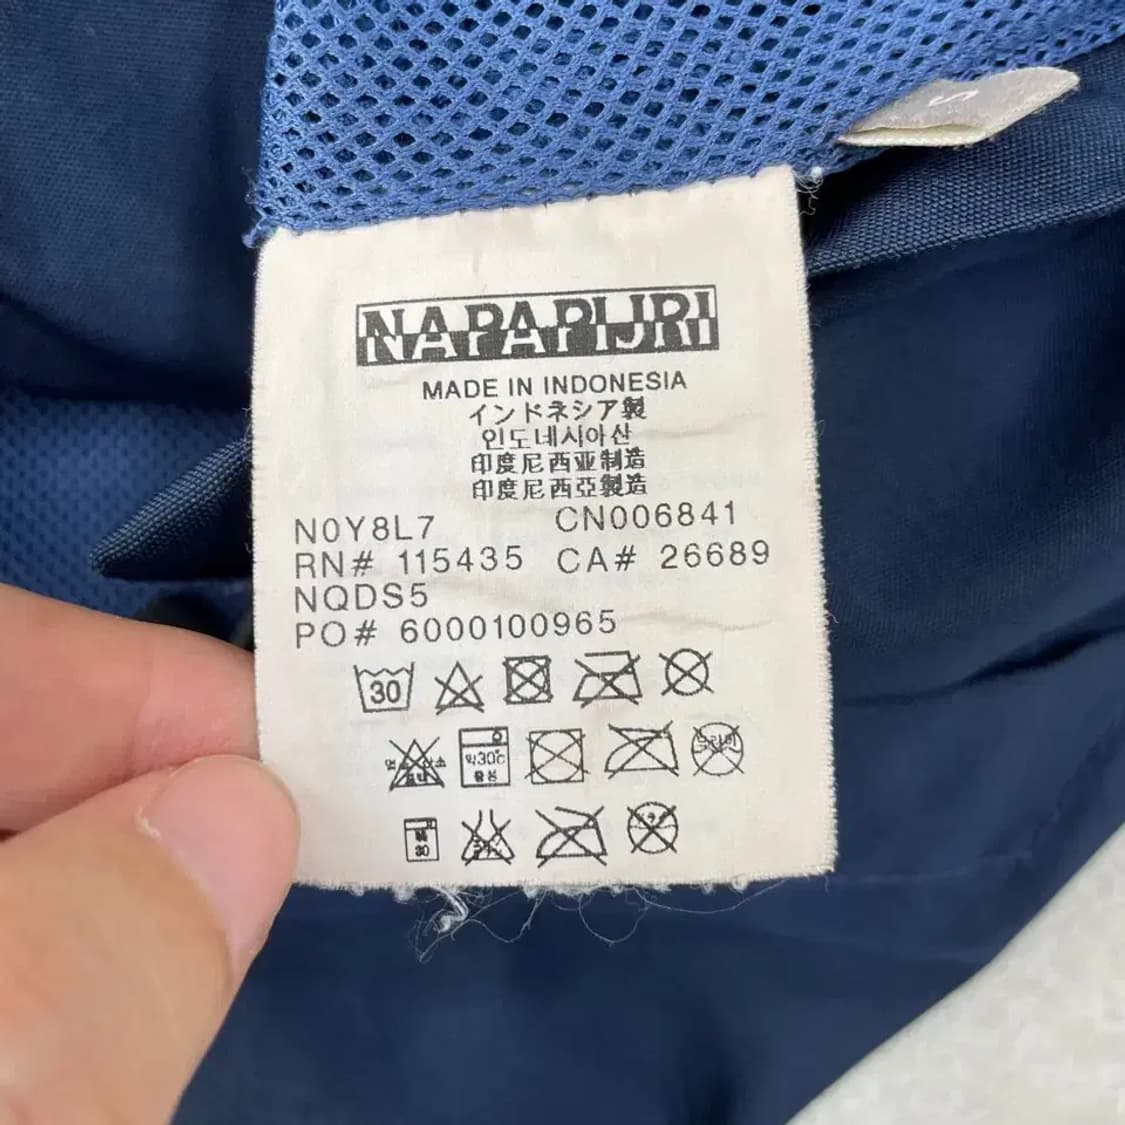 S
NAPAPIJRI
MADE IN INDONESIA
インドネシア製
인도네시아산
印度尼西亚制造
印度尼西亞製造
N0Y8L7 CN006841
RN# 115435 CA# 26689
NQDS5
PO# 6000100965
30
약30℃
중성
30